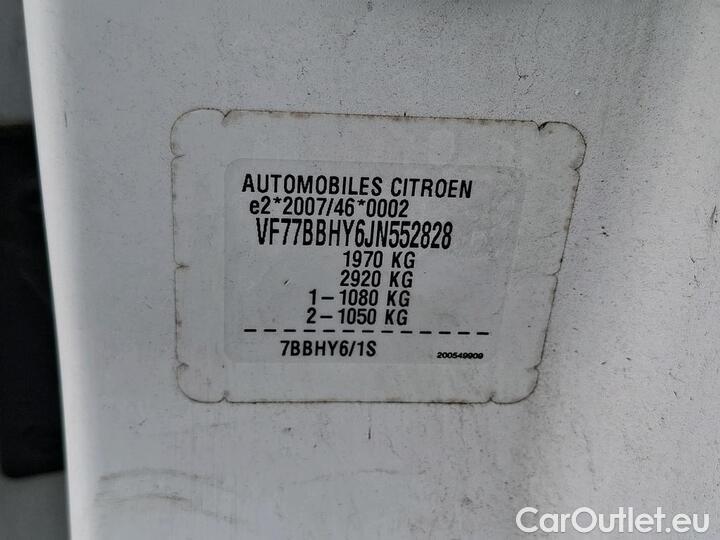 AUTOMOBILES CITROEN
e2*2007/46*0002
VF77BBHY6JN552828
1970 KG
2920 KG
1-1080 KG
2-1050 KG
7BBHY6/1S
200549909
CarOutlet.eu